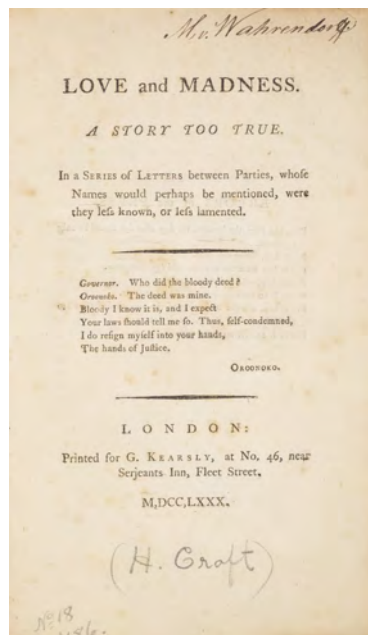 M. v. Wahrendorff
LOVE and MADNESS.
A STORY TOO TRUE.
In a SERIES of LETTERS between Parties, whose
Names would perhaps be mentioned, were
they leſs known, or leſs lamented.
Governor. Who did the bloody deed?
Oroonoko. The deed was mine.
Bloody I know it is, and I expect
Your laws ſhould tell me ſo. Thus, ſelf-condemned,
I do reſign myſelf into your hands,
The hands of Juſtice.
OROONOKO.
LONDON:
Printed for G. KEARSLY, at No. 46, near
Serjeants Inn, Fleet Street.
M,DCC,LXXX.
(H. Croft)
No 18